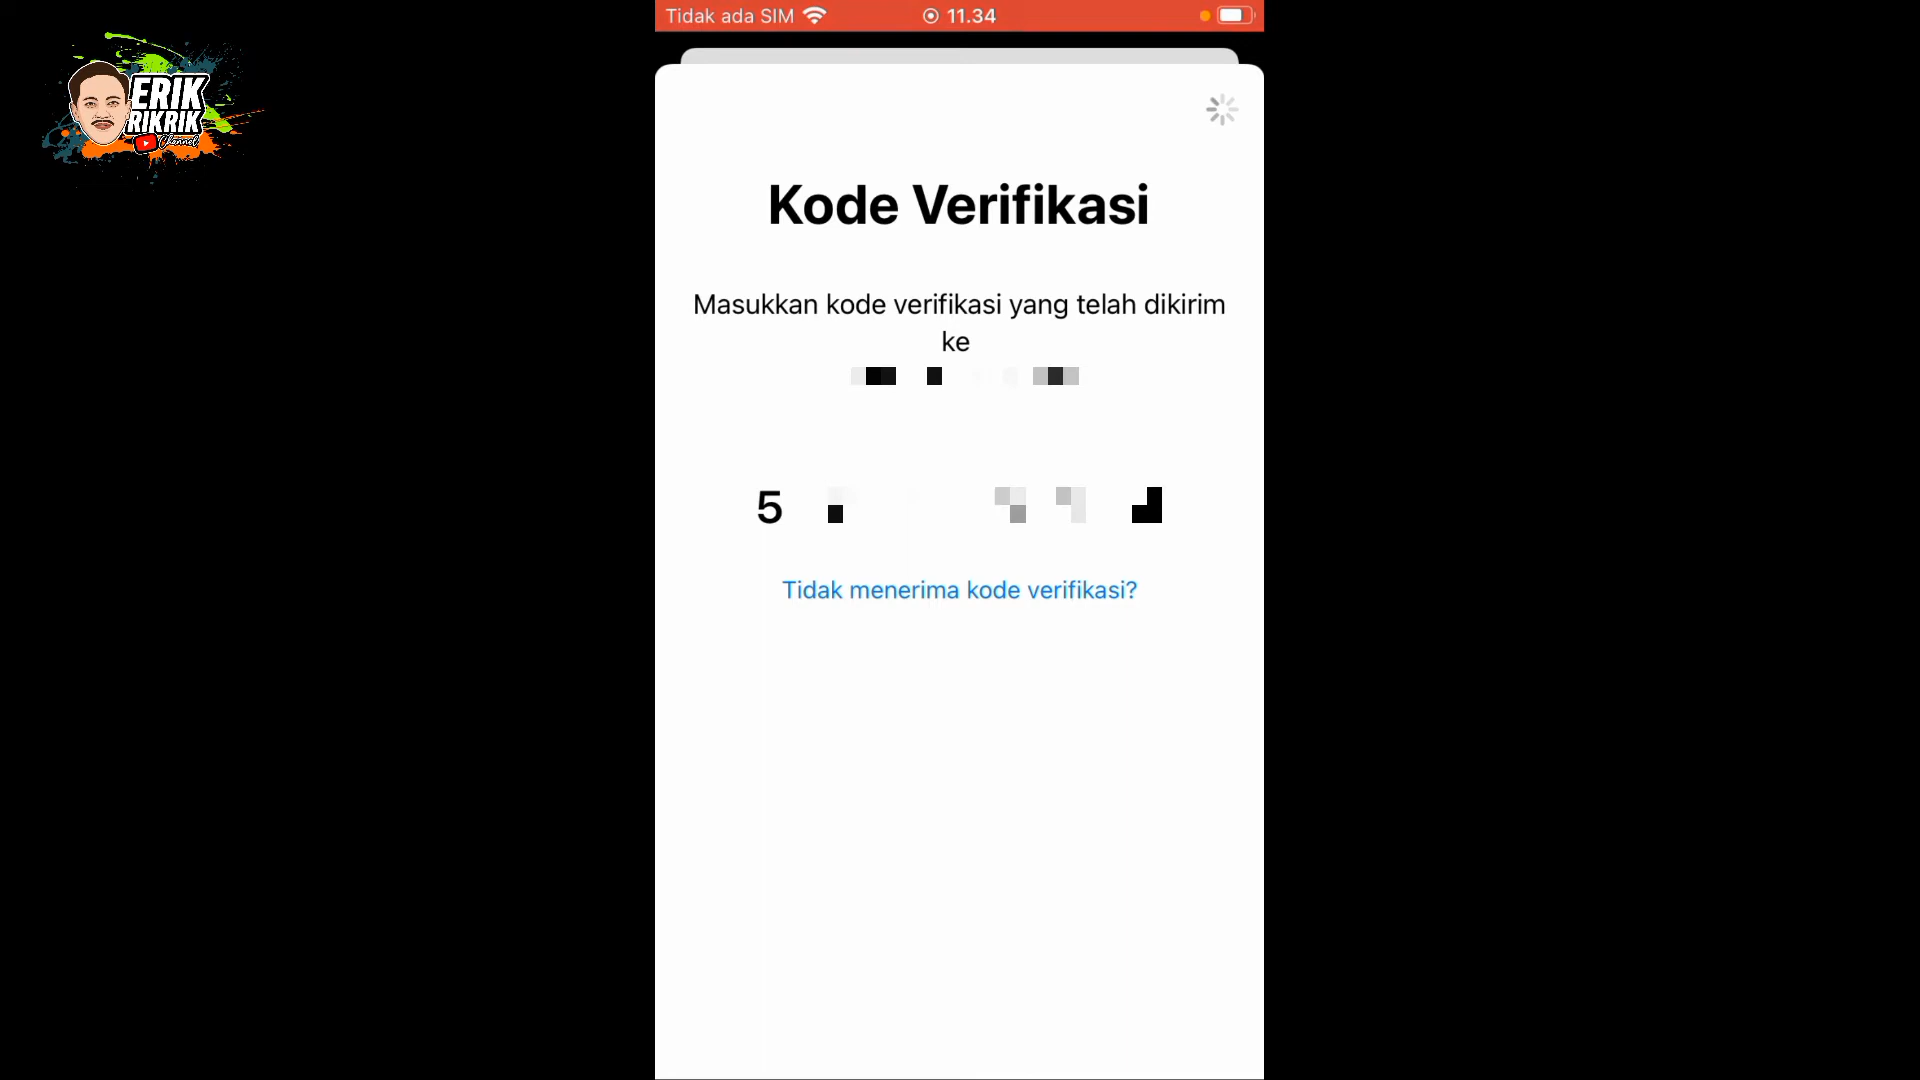 Tidak ada SIM 11.34
ERIK
RIKRIK
Channel
Kode Verifikasi
Masukkan kode verifikasi yang telah dikirim
ke
5
Tidak menerima kode verifikasi?